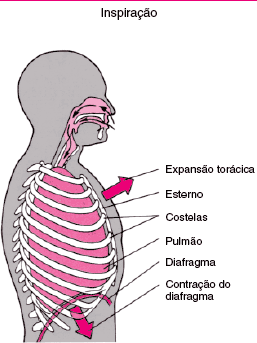 Inspiração
Expansão torácica
Esterno
Costelas
Pulmão
Diafragma
Contração do
diafragma